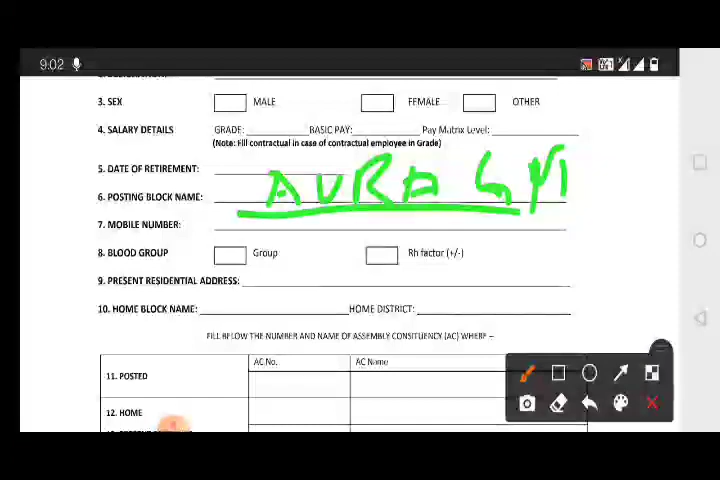 9:02
3. SEX MALE FEMALE OTHER
4. SALARY DETAILS GRADE: BASIC PAY: Pay Matrix Level:
(Note: Fill contractual in case of contractual employee in Grade)
5. DATE OF RETIREMENT:
6. POSTING BLOCK NAME: AURA
7. MOBILE NUMBER:
8. BLOOD GROUP Group Rh factor (+/-)
9. PRESENT RESIDENTIAL ADDRESS:
10. HOME BLOCK NAME: HOME DISTRICT:
FILL BELOW THE NUMBER AND NAME OF ASSEMBLY CONSITUENCY (AC) WHERE –
AC No. AC Name
11. POSTED
12. HOME